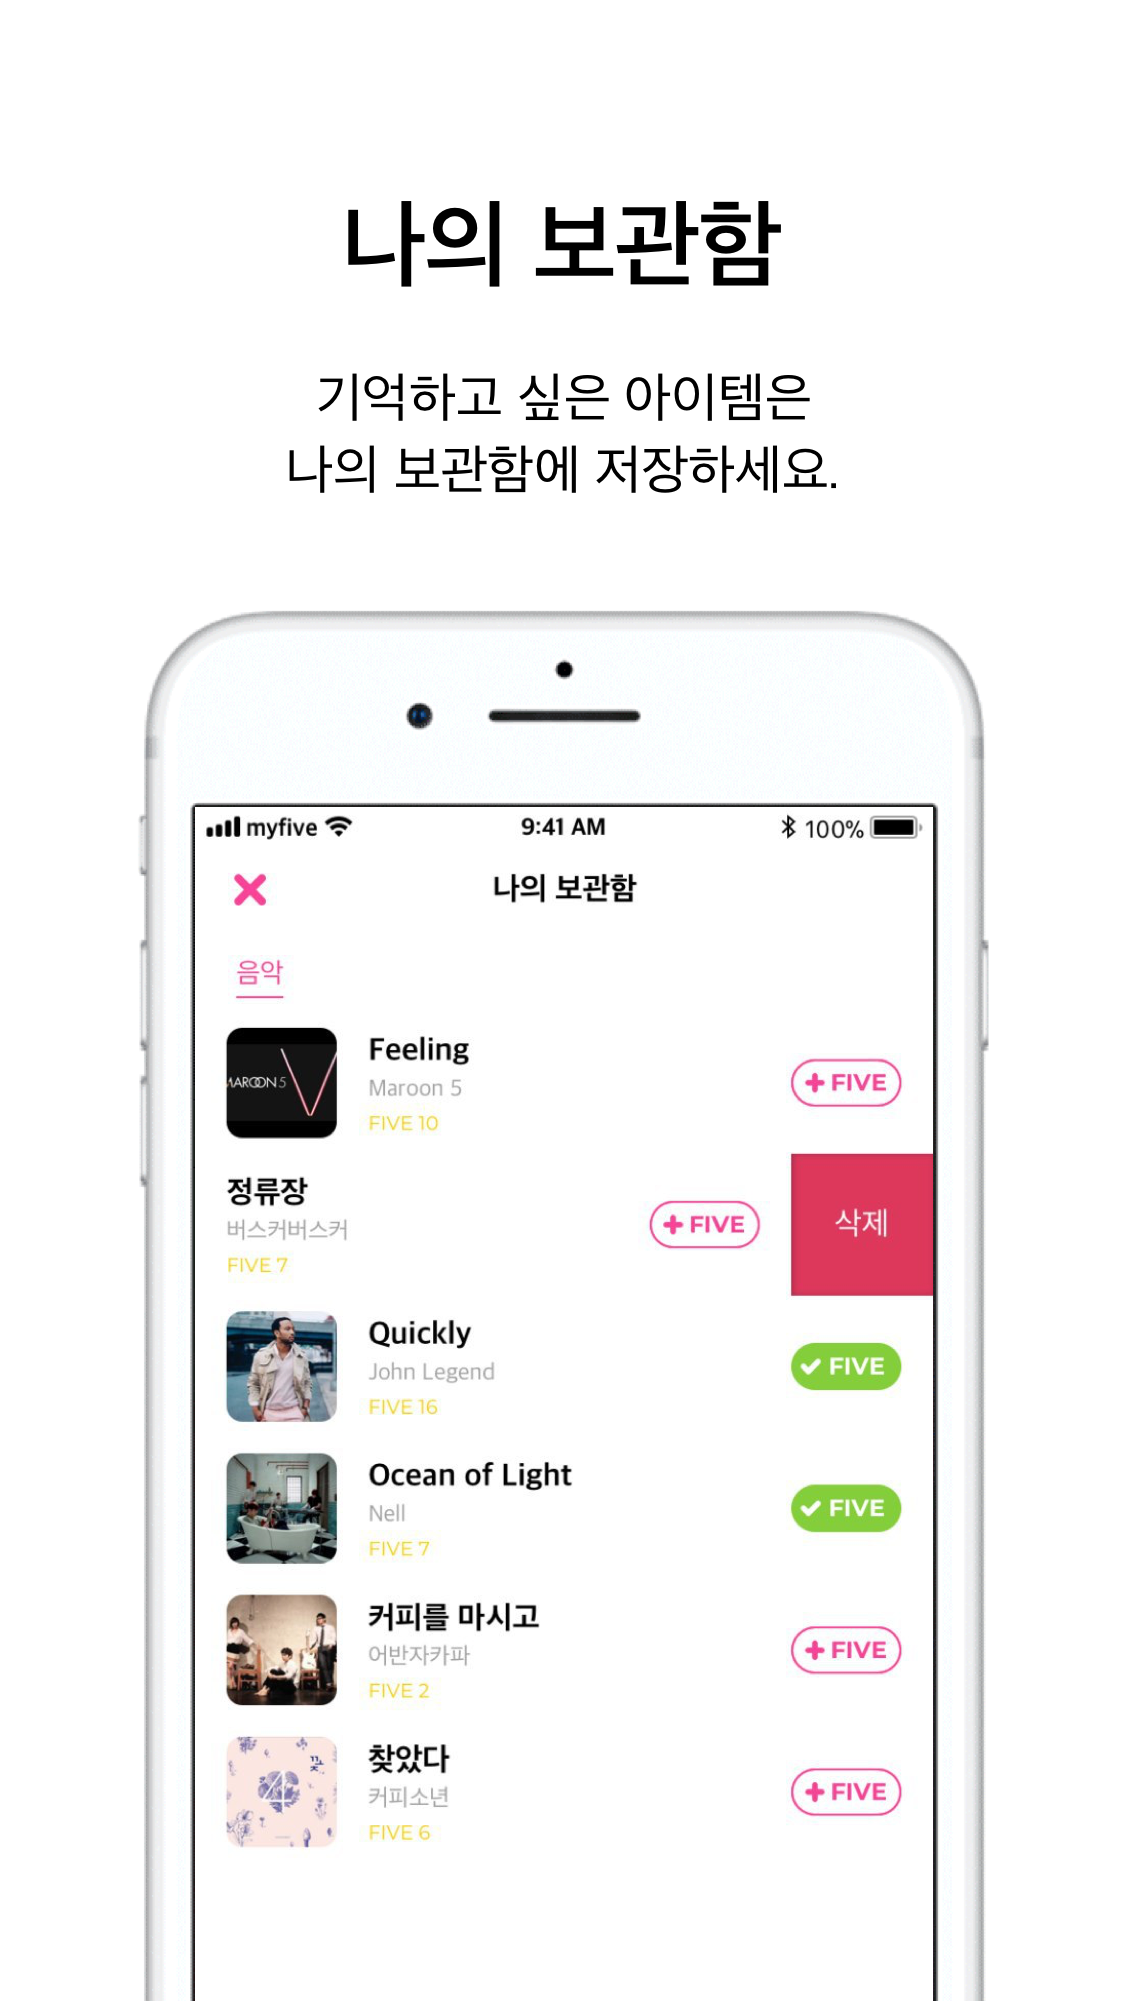 나의 보관함
기억하고 싶은 아이템은
나의 보관함에 저장하세요.
myfive 9:41 AM 100%
나의 보관함
음악
MAROON 5
Feeling
Maroon 5
FIVE 10
FIVE
정류장
버스커버스커
FIVE 7
FIVE
삭제
Quickly
John Legend
FIVE 16
FIVE
Ocean of Light
Nell
FIVE 7
FIVE
커피를 마시고
어반자카파
FIVE 2
FIVE
4
찾았다
커피소년
FIVE 6
FIVE